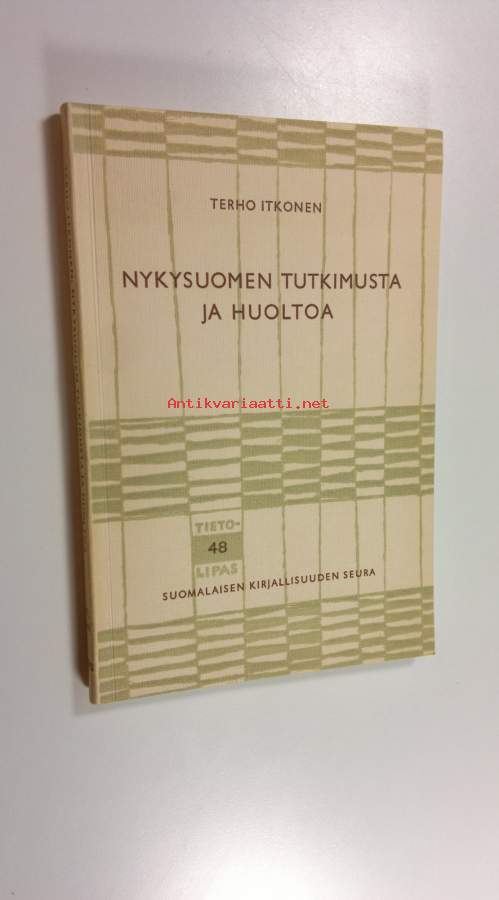 TERHO ITKONEN
NYKYSUOMEN TUTKIMUSTA
JA HUOLTOA
Antikvariaatti.net
TIETO-
48
LIPAS
SUOMALAISEN KIRJALLISUUDEN SEURA